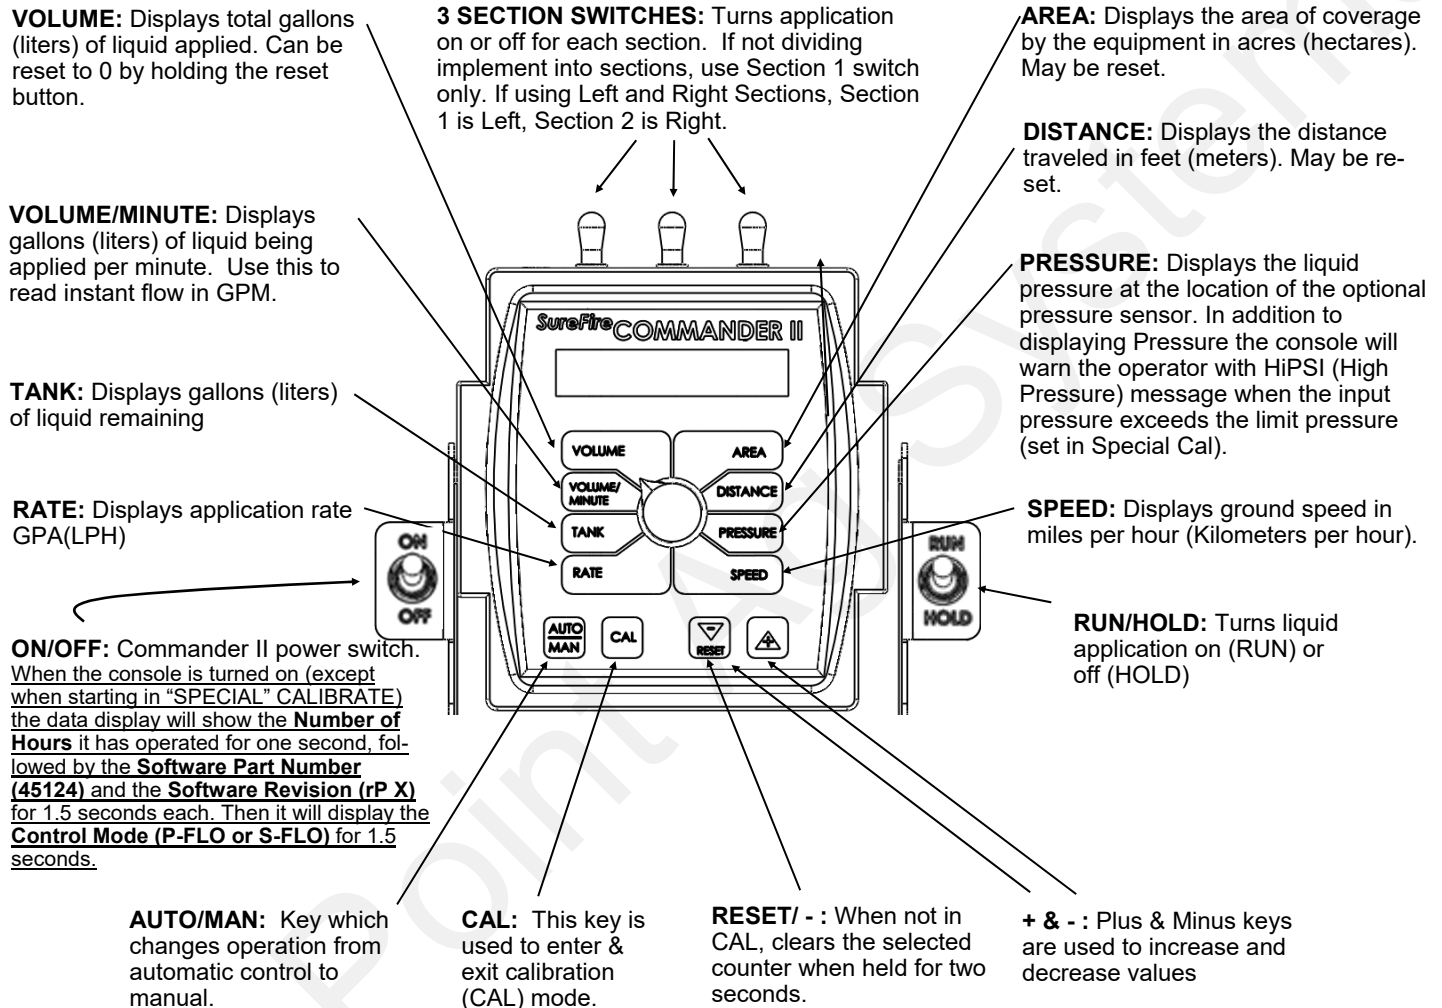 VOLUME: Displays total gallons
(liters) of liquid applied. Can be
reset to 0 by holding the reset
button.
3 SECTION SWITCHES: Turns application
on or off for each section. If not dividing
implement into sections, use Section 1 switch
only. If using Left and Right Sections, Section
1 is Left, Section 2 is Right.
AREA: Displays the area of coverage
by the equipment in acres (hectares).
May be reset.
DISTANCE: Displays the distance
traveled in feet (meters). May be re-
set.
VOLUME/MINUTE: Displays
gallons (liters) of liquid being
applied per minute. Use this to
read instant flow in GPM.
PRESSURE: Displays the liquid
pressure at the location of the optional
pressure sensor. In addition to
displaying Pressure the console will
warn the operator with HiPSI (High
Pressure) message when the input
pressure exceeds the limit pressure
(set in Special Cal).
TANK: Displays gallons (liters)
of liquid remaining
RATE: Displays application rate
GPA(LPH)
SPEED: Displays ground speed in
miles per hour (Kilometers per hour).
SureFire COMMANDER II
VOLUME
AREA
VOLUME/
MINUTE
DISTANCE
TANK
PRESSURE
RATE
SPEED
ON
OFF
RUN
HOLD
AUTO
MAN
CAL
-
RESET
+
ON/OFF: Commander II power switch.
When the console is turned on (except
when starting in “SPECIAL” CALIBRATE)
the data display will show the Number of
Hours it has operated for one second, fol-
lowed by the Software Part Number
(45124) and the Software Revision (rP X)
for 1.5 seconds each. Then it will display the
Control Mode (P-FLO or S-FLO) for 1.5
seconds.
RUN/HOLD: Turns liquid
application on (RUN) or
off (HOLD)
AUTO/MAN: Key which
changes operation from
automatic control to
manual.
CAL: This key is
used to enter &
exit calibration
(CAL) mode.
RESET/ - : When not in
CAL, clears the selected
counter when held for two
seconds.
+ & - : Plus & Minus keys
are used to increase and
decrease values
Point Ag Systems